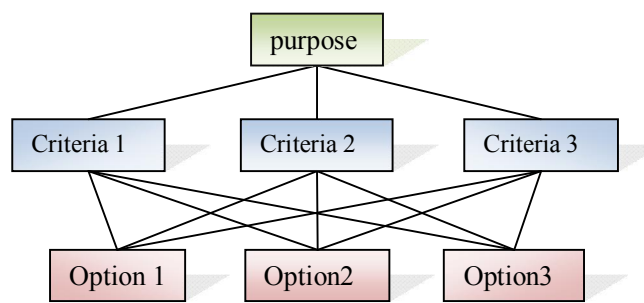 purpose
Criteria 1
Criteria 2
Criteria 3
Option 1
Option2
Option3